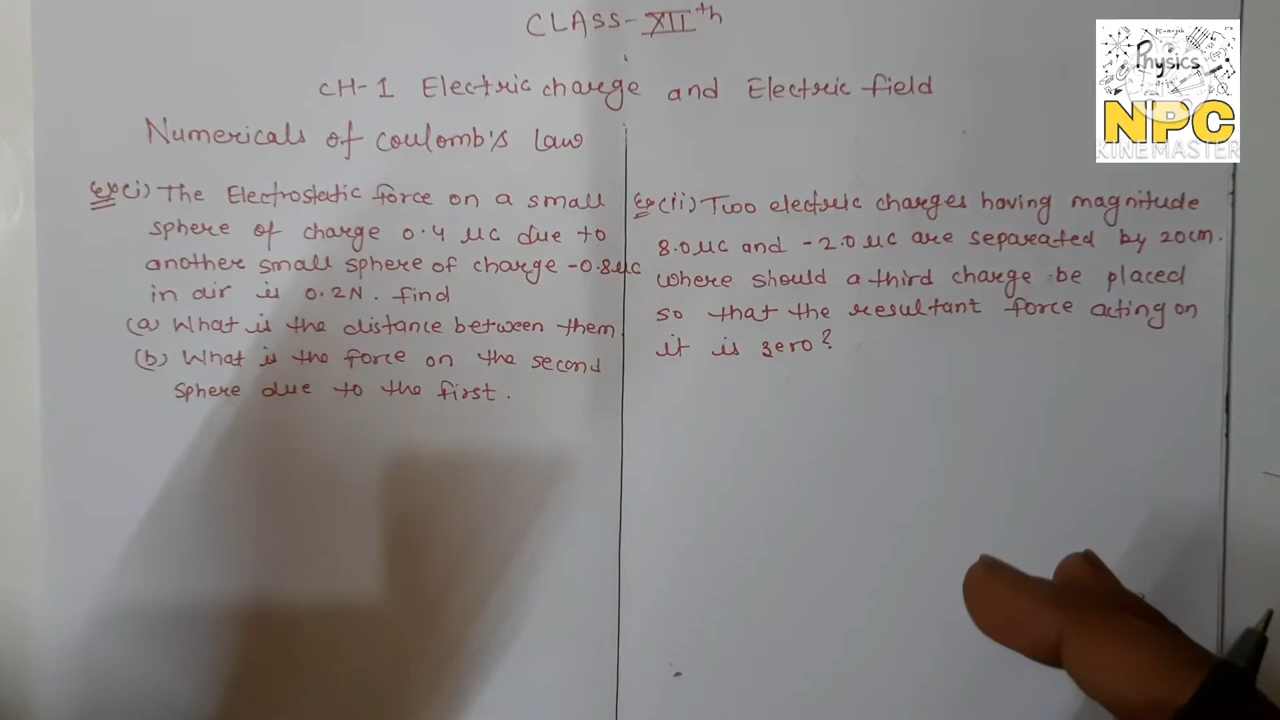 CLASS-XIIth
CH-1 Electric charge and Electric field
Numericals of coulomb's Law
Ex(i) The Electrostatic force on a small
sphere of charge 0.4 μC due to
another small sphere of charge -0.8μC
in air is 0.2N. find
(a) What is the distance between them
(b) What is the force on the second
sphere due to the first.
Ex(ii) Two electric charges having magnitude
8.0μC and -2.0μC are separated by 20cm.
where should a third charge be placed
so that the resultant force acting on
it is zero?
Physics
NPC
KINEMASTER